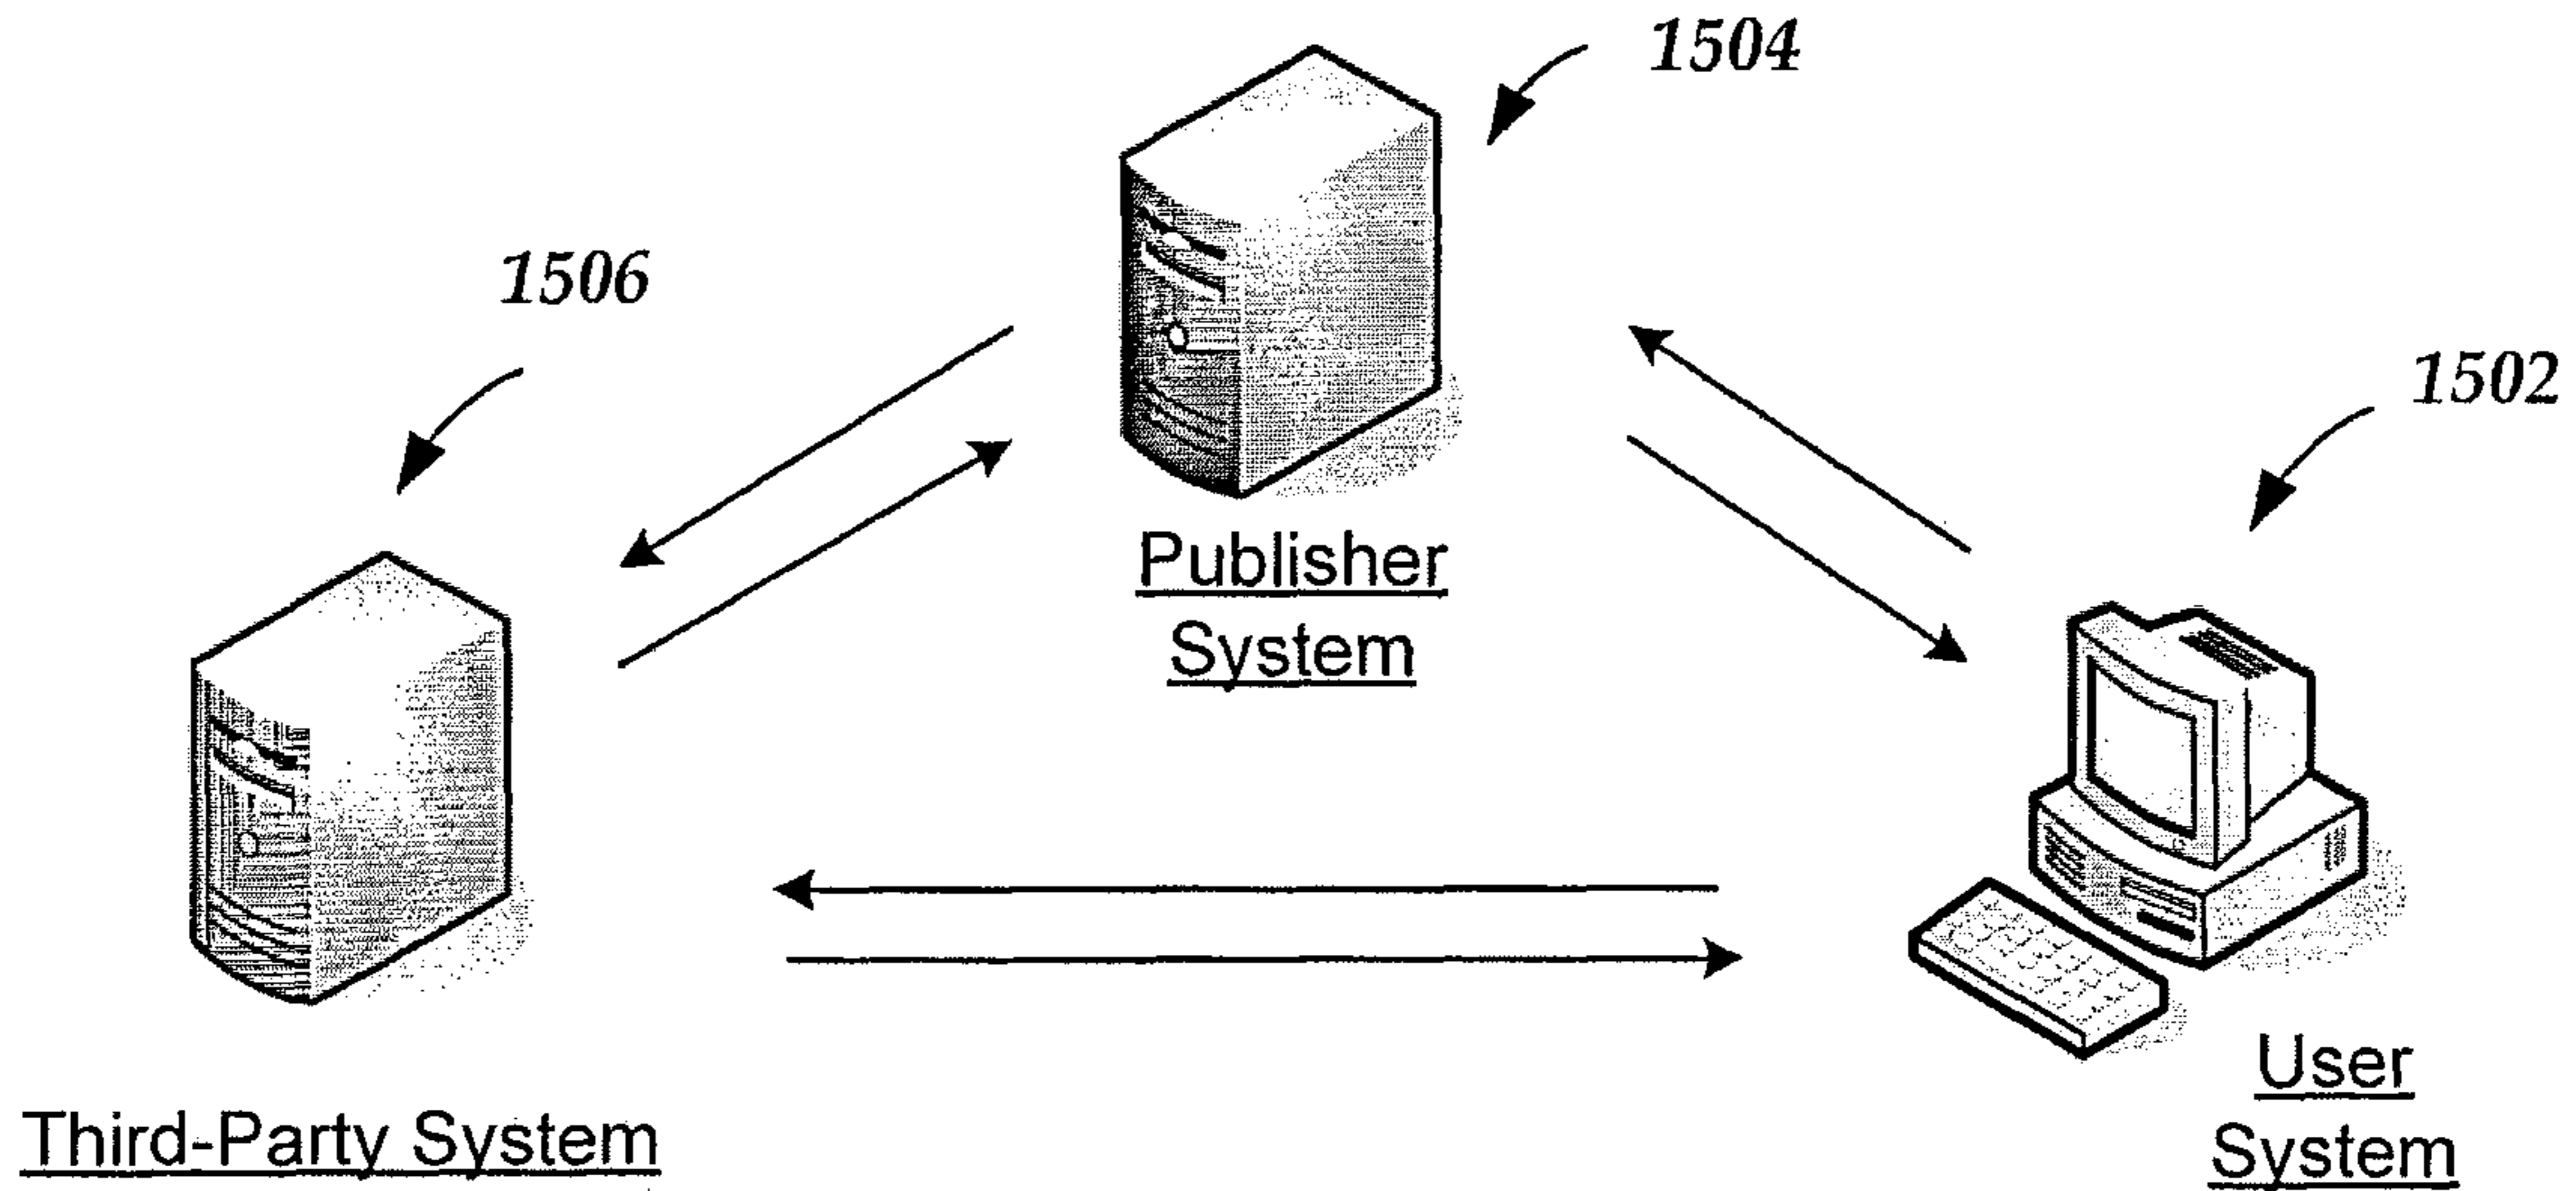 1504
1506
1502
Publisher
System
Third-Party System
User
System